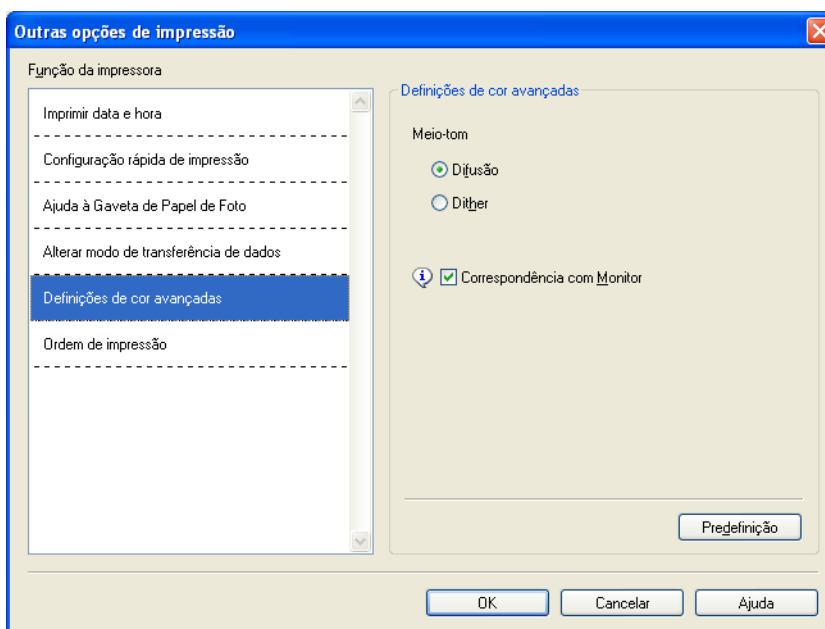 Outras opções de impressão
Função da impressora
Imprimir data e hora
Configuração rápida de impressão
Ajuda à Gaveta de Papel de Foto
Alterar modo de transferência de dados
Definições de cor avançadas
Ordem de impressão
Definições de cor avançadas
Meio-tom
Difusão
Dither
Correspondência com Monitor
Predefinição
OK
Cancelar
Ajuda